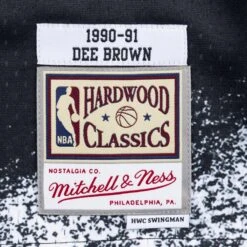 1990-91
DEE BROWN
HARDWOOD
NBA
CLASSICS
NOSTALGIA CO.
Mitchell & Ness
PHILADELPHIA, PA.
HWC SWINGMAN